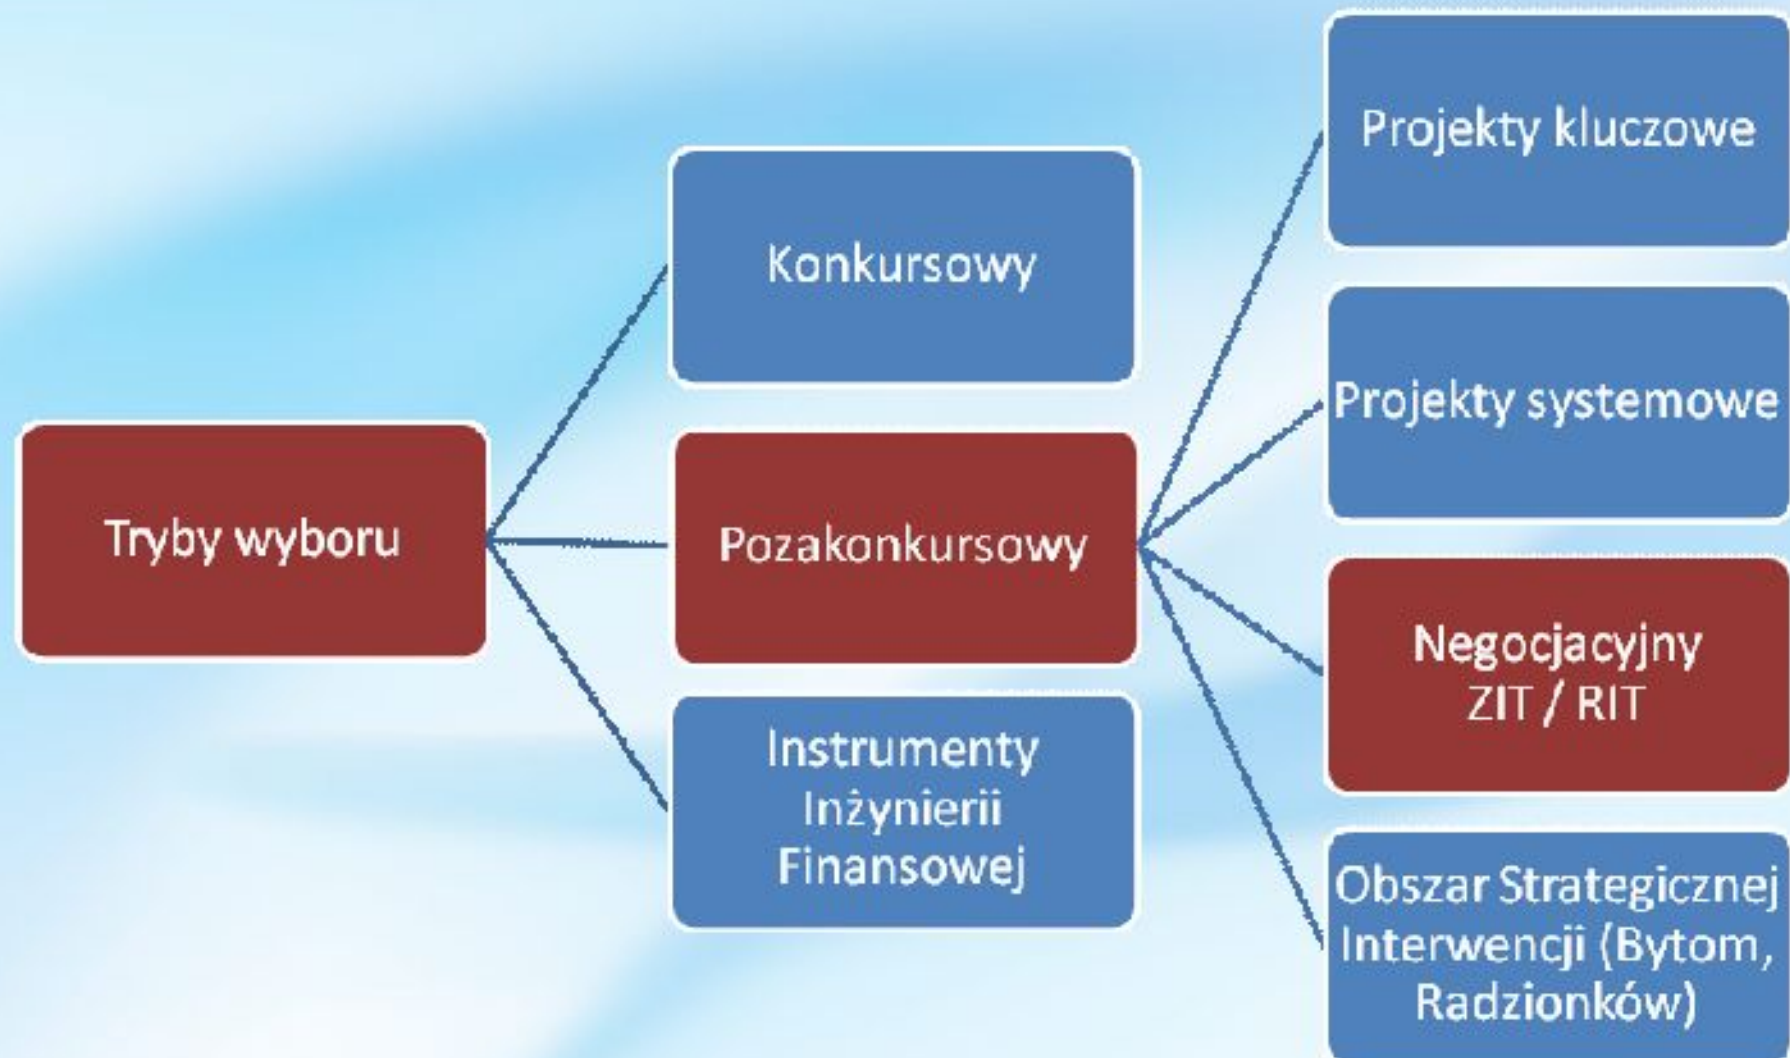 Tryby wyboru
Konkursowy
Pozakonkursowy
Instrumenty
Inżynierii
Finansowej
Projekty kluczowe
Projekty systemowe
Negocjacyjny
ZIT / RIT
Obszar Strategicznej
Interwencji (Bytom,
Radzionków)